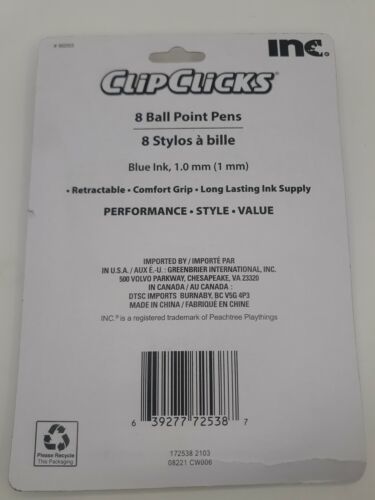 inc.
CLIPCLICKS®
8 Ball Point Pens
8 Stylos à bille
Blue Ink, 1.0 mm (1 mm)
• Retractable • Comfort Grip • Long Lasting Ink Supply
PERFORMANCE • STYLE • VALUE
IMPORTED BY / IMPORTÉ PAR
IN U.S.A. / AUX E.-U. : GREENBRIER INTERNATIONAL, INC.
500 VOLVO PARKWAY, CHESAPEAKE, VA 23320
IN CANADA / AU CANADA :
DTSC IMPORTS BURNABY, BC V5G 4P3
MADE IN CHINA / FABRIQUÉ EN CHINE
INC.® is a registered trademark of Peachtree Playthings
6 39277 72538 7
Please Recycle
This Packaging
172538 2103
08221 CW006